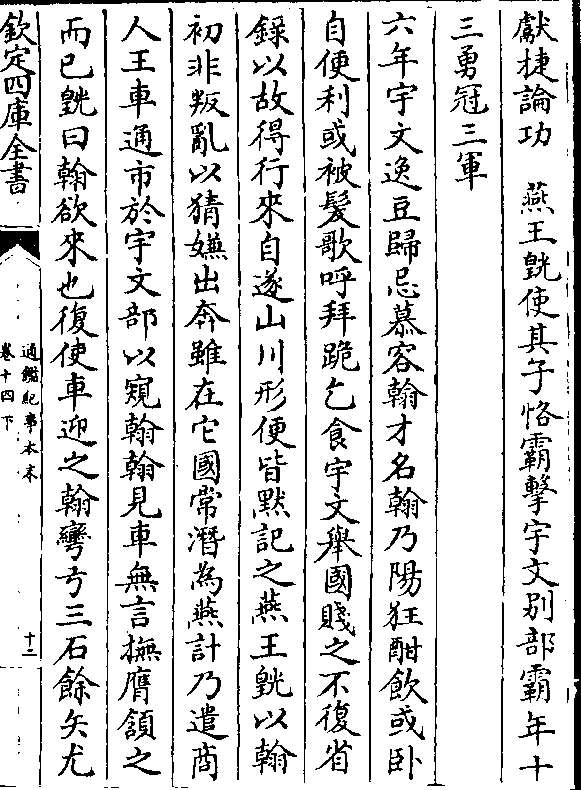 獻捷論功　燕王皝使其子恪霸擊宇文别部霸年十
三勇冠三軍
六年宇文逸豆歸忌慕容翰才名翰乃陽狂酣飲或卧
自便利或被髪歌呼拜跪乞食宇文舉國賤之不復省
錄以故得行來自遂山川形便皆黙記之燕王皝以翰
初非叛亂以猜嫌出奔雖在它國常潛為燕計乃遣商
人王車通市於宇文部以窺翰翰見車無言撫膺頷之
而已皝曰翰欲來也復使車迎之翰彎弓三石餘矢尤
欽定四庫全書
通鑑紀事本末
卷十四下
十二